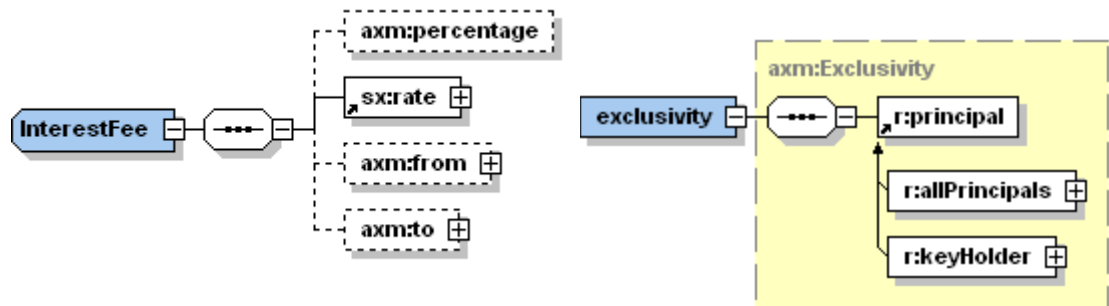 axm:percentage
sx:rate
InterestFee
axm:from
axm:to
axm:Exclusivity
exclusivity
r:principal
r:allPrincipals
r:keyHolder